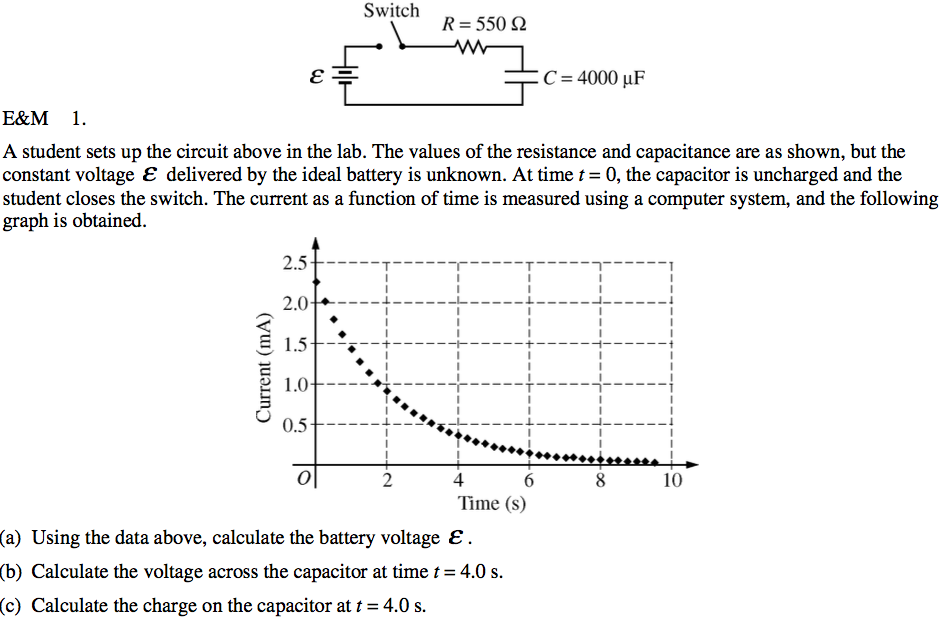 Switch
R = 550 Ω
ℰ
C = 4000 μF
E&M 1.
A student sets up the circuit above in the lab. The values of the resistance and capacitance are as shown, but the
constant voltage ℰ delivered by the ideal battery is unknown. At time t = 0, the capacitor is uncharged and the
student closes the switch. The current as a function of time is measured using a computer system, and the following
graph is obtained.
2.5
2.0
1.5
1.0
0.5
Current (mA)
O 2 4 6 8 10
Time (s)
(a) Using the data above, calculate the battery voltage ℰ .
(b) Calculate the voltage across the capacitor at time t = 4.0 s.
(c) Calculate the charge on the capacitor at t = 4.0 s.